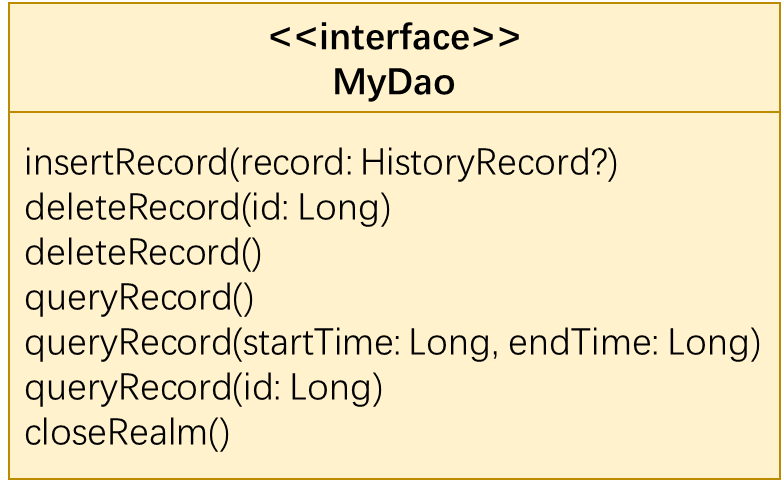 <<interface>>
MyDao
insertRecord(record: HistoryRecord?)
deleteRecord(id: Long)
deleteRecord()
queryRecord()
queryRecord(startTime: Long, endTime: Long)
queryRecord(id: Long)
closeRealm()